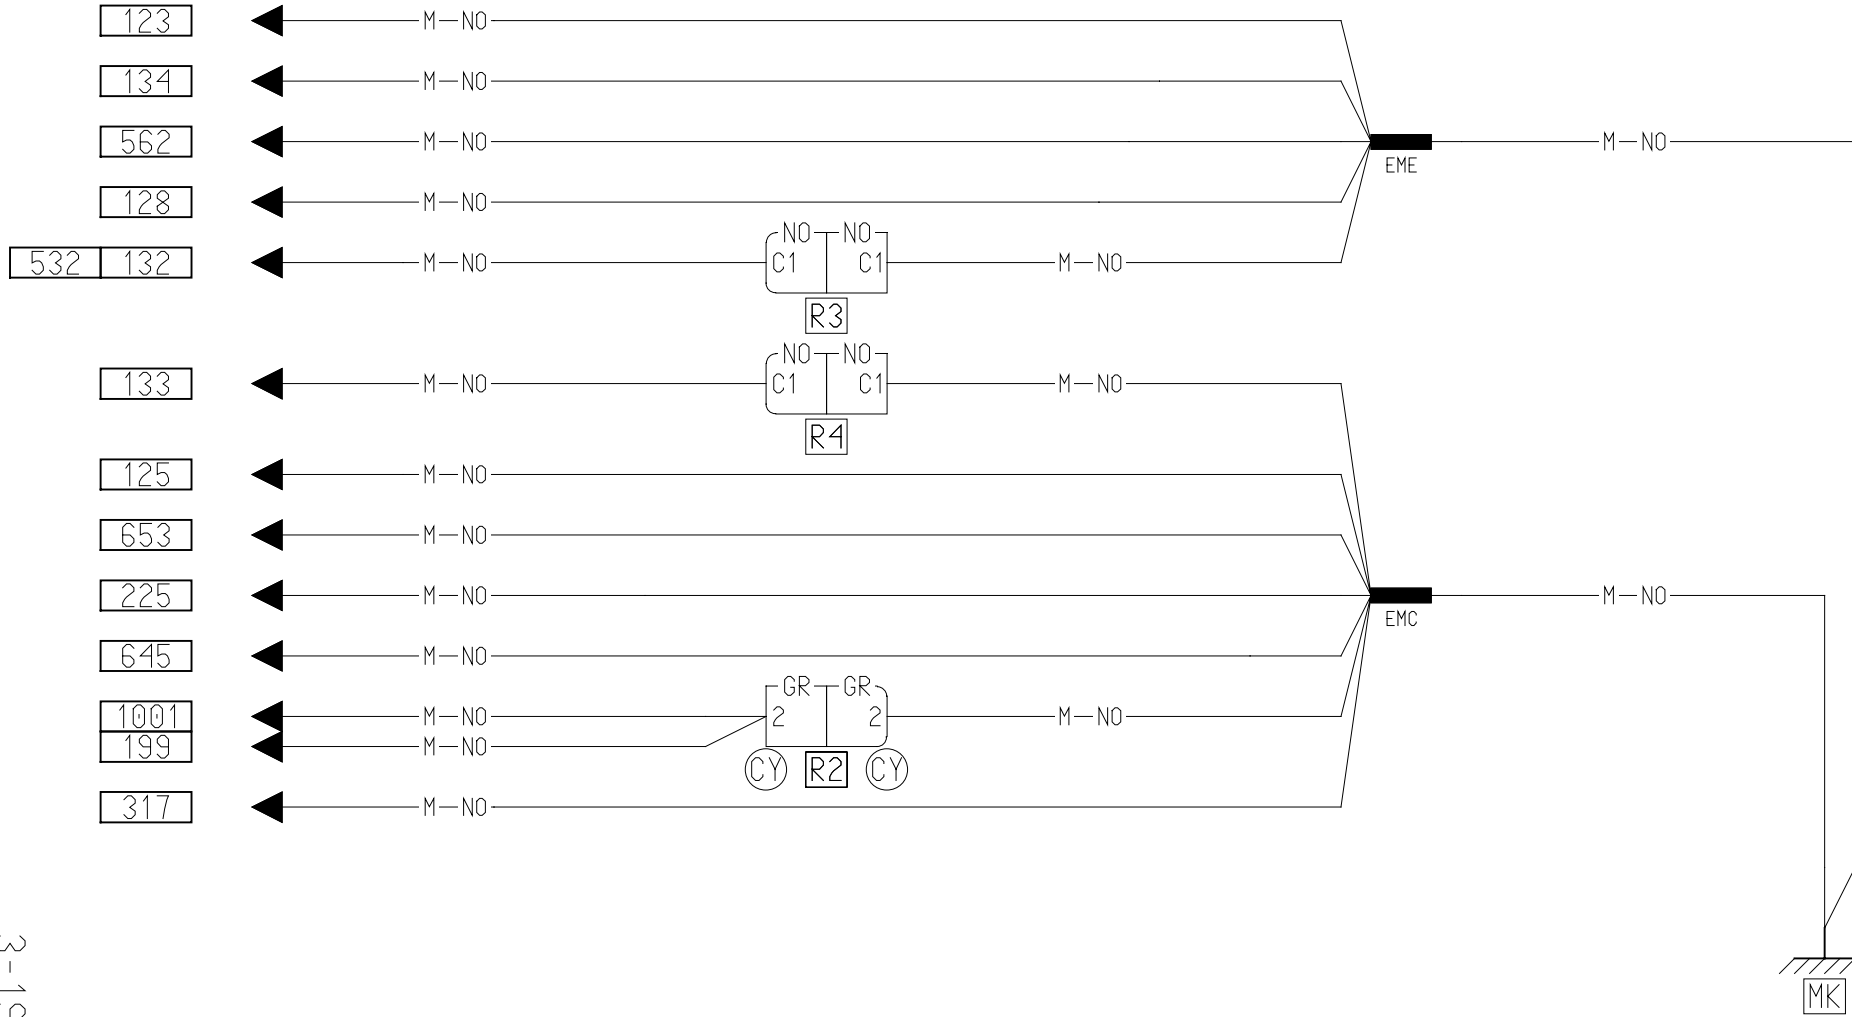 123 M-NO
134 M-NO
562 M-NO M-NO
EME
128 M-NO
NO NO
532 132 M-NO C1 C1 M-NO
R3
NO NO
133 M-NO C1 C1 M-NO
R4
125 M-NO
653 M-NO
225 M-NO M-NO
EMC
645 M-NO
GR GR
1001 M-NO 2 2 M-NO
199 M-NO
CY R2 CY
317 M-NO
MK